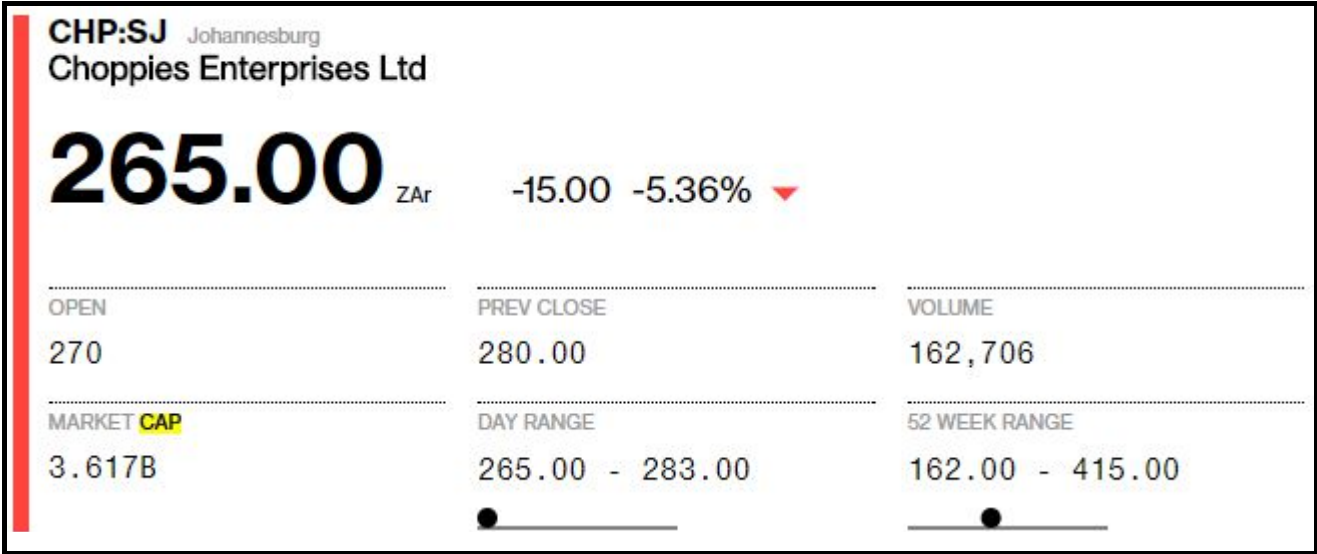 CHP:SJ Johannesburg
Choppies Enterprises Ltd
265.00 ZAr -15.00 -5.36%
OPEN PREV CLOSE VOLUME
270 280.00 162,706
MARKET CAP DAY RANGE 52 WEEK RANGE
3.617B 265.00 - 283.00 162.00 - 415.00